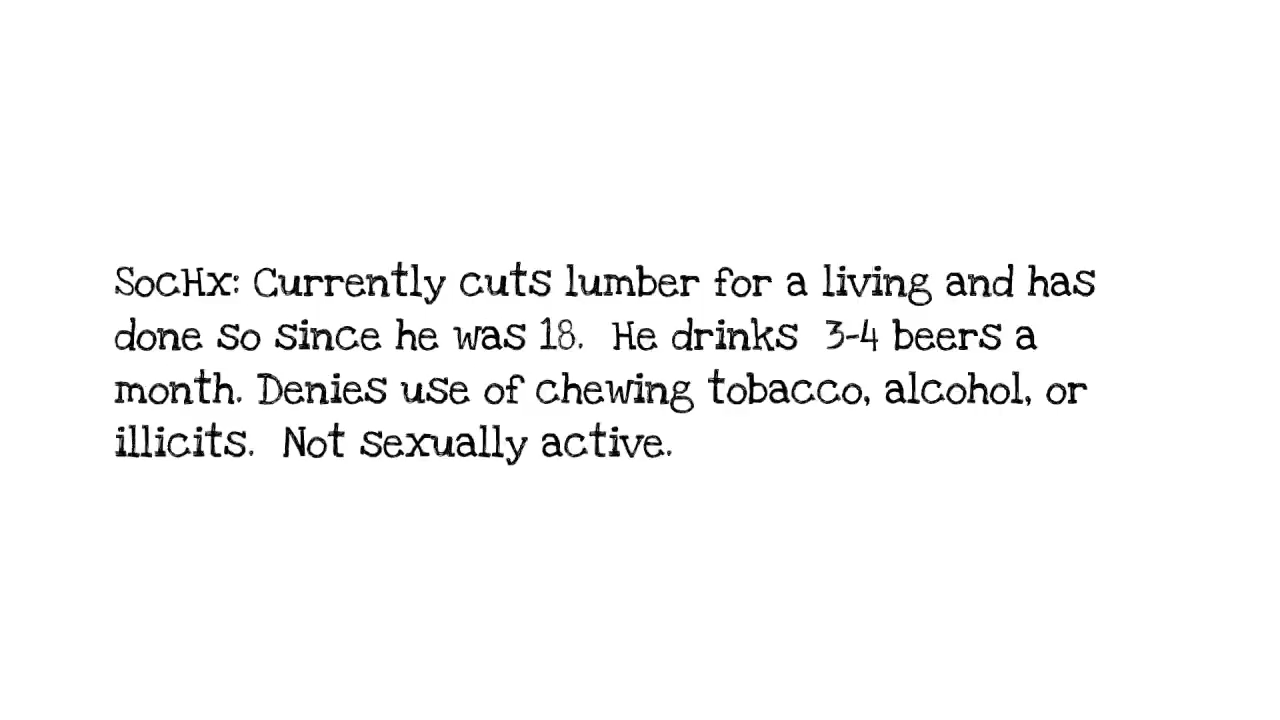 SocHx: Currently cuts lumber for a living and has
done so since he was 18.  He drinks  3-4 beers a
month. Denies use of chewing tobacco, alcohol, or
illicits.  Not sexually active.